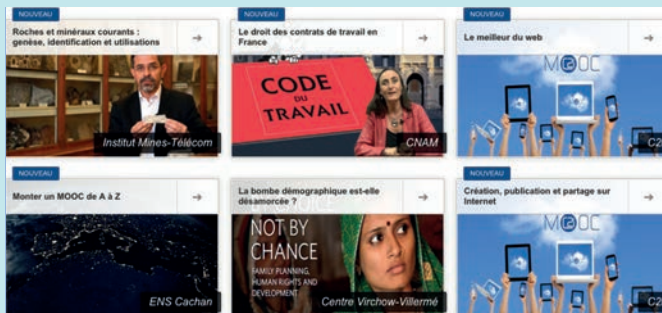 NOUVEAU
Roches et minéraux courants :
genèse, identification et utilisations
Institut Mines-Télécom
NOUVEAU
Le droit des contrats de travail en
France
CODE
DU
TRAVAIL
CNAM
NOUVEAU
Le meilleur du web
MOOC
C2
NOUVEAU
Monter un MOOC de A à Z
ENS Cachan
La bombe démographique est-elle
désamorcée ?
NOT BY
CHANCE
FAMILY PLANNING,
HUMAN RIGHTS AND
DEVELOPMENT
Centre Virchow-Villermé
NOUVEAU
Création, publication et partage sur
Internet
MOOC
C2